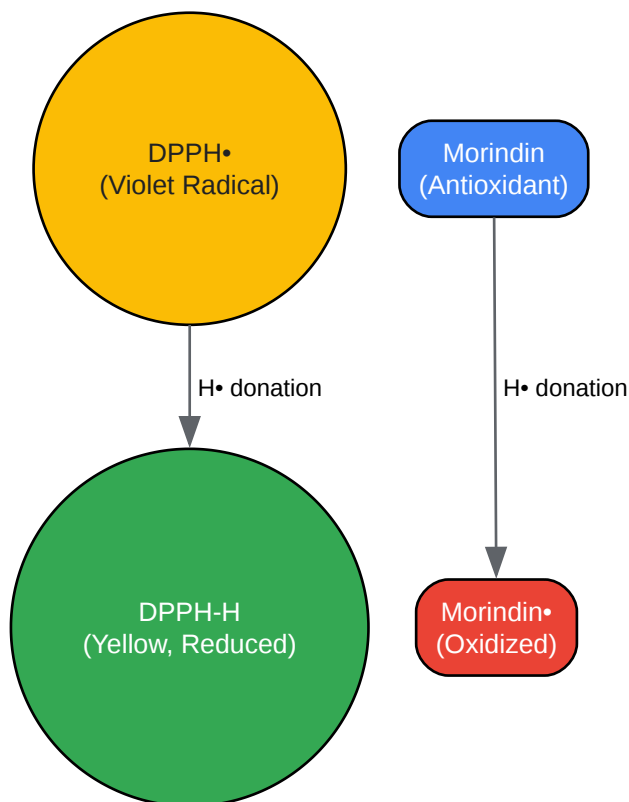 DPPH•
(Violet Radical)
Morindin
(Antioxidant)
H• donation
H• donation
DPPH-H
(Yellow, Reduced)
Morindin•
(Oxidized)